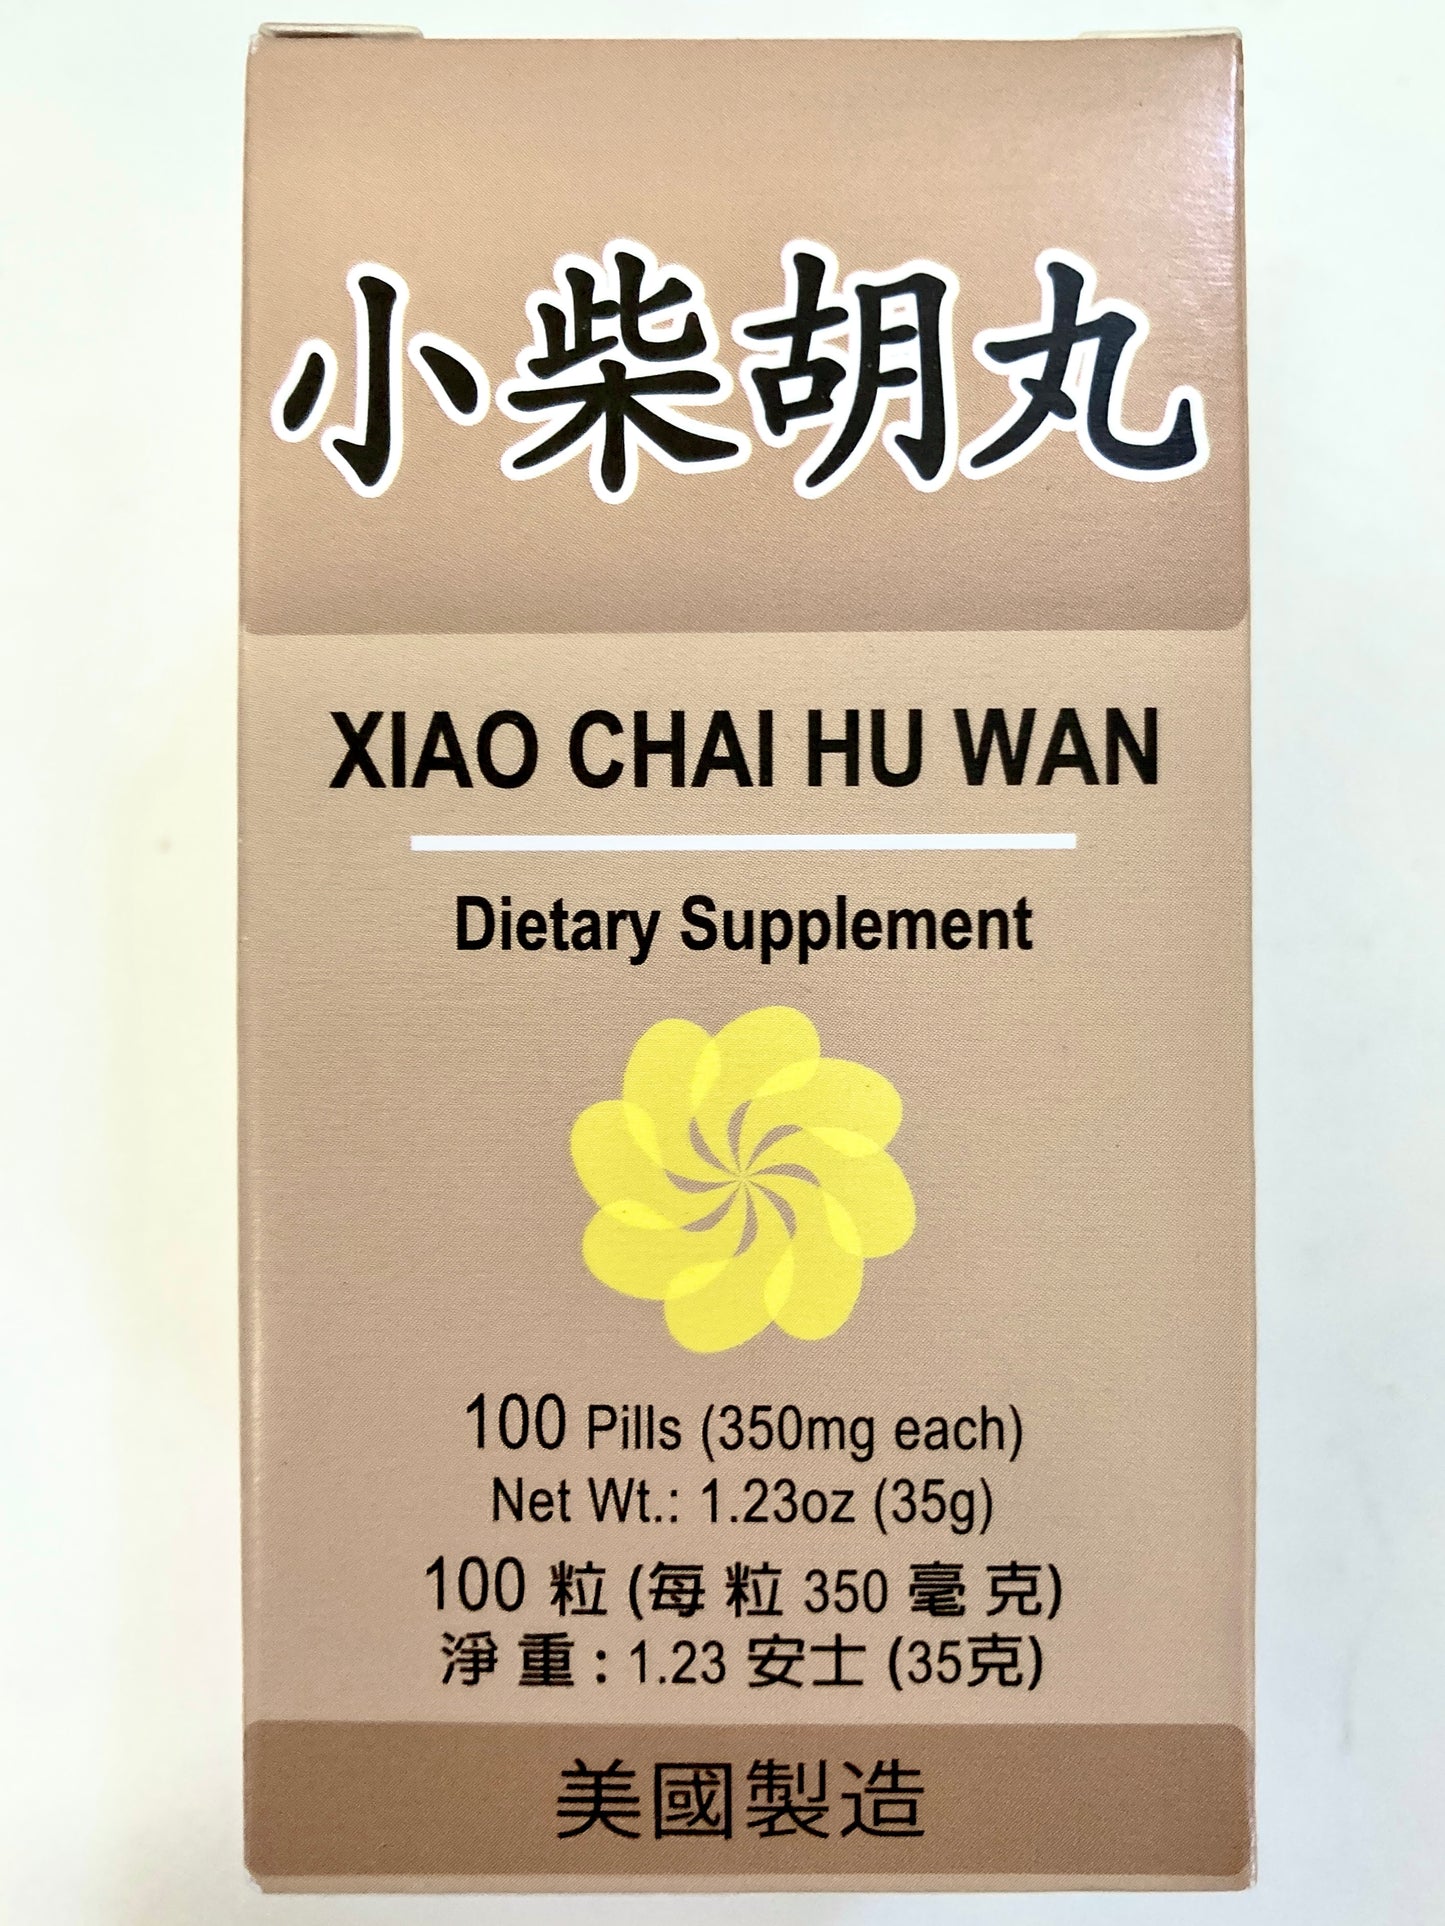 小柴胡丸
XIAO CHAI HU WAN
Dietary Supplement
100 Pills (350mg each)
Net Wt.: 1.23oz (35g)
100 粒 (每 粒 350 毫 克)
淨 重 : 1.23 安士 (35克)
美國製造